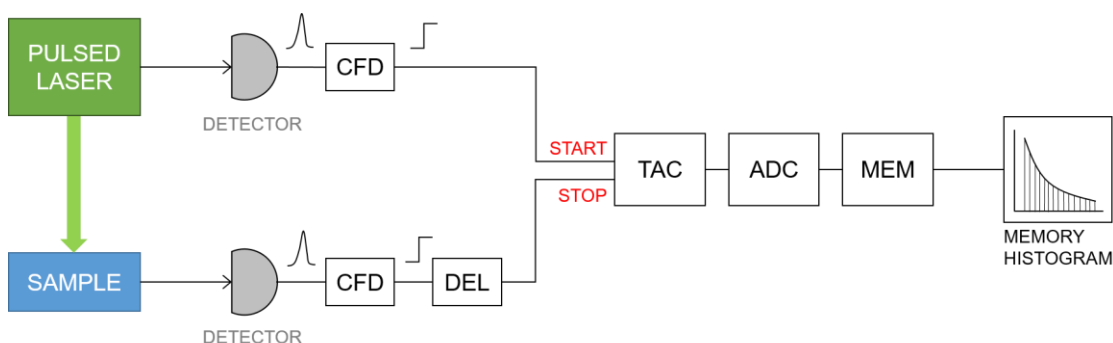 PULSED
LASER
DETECTOR
CFD
START
STOP
TAC
ADC
MEM
MEMORY
HISTOGRAM
SAMPLE
DETECTOR
CFD
DEL